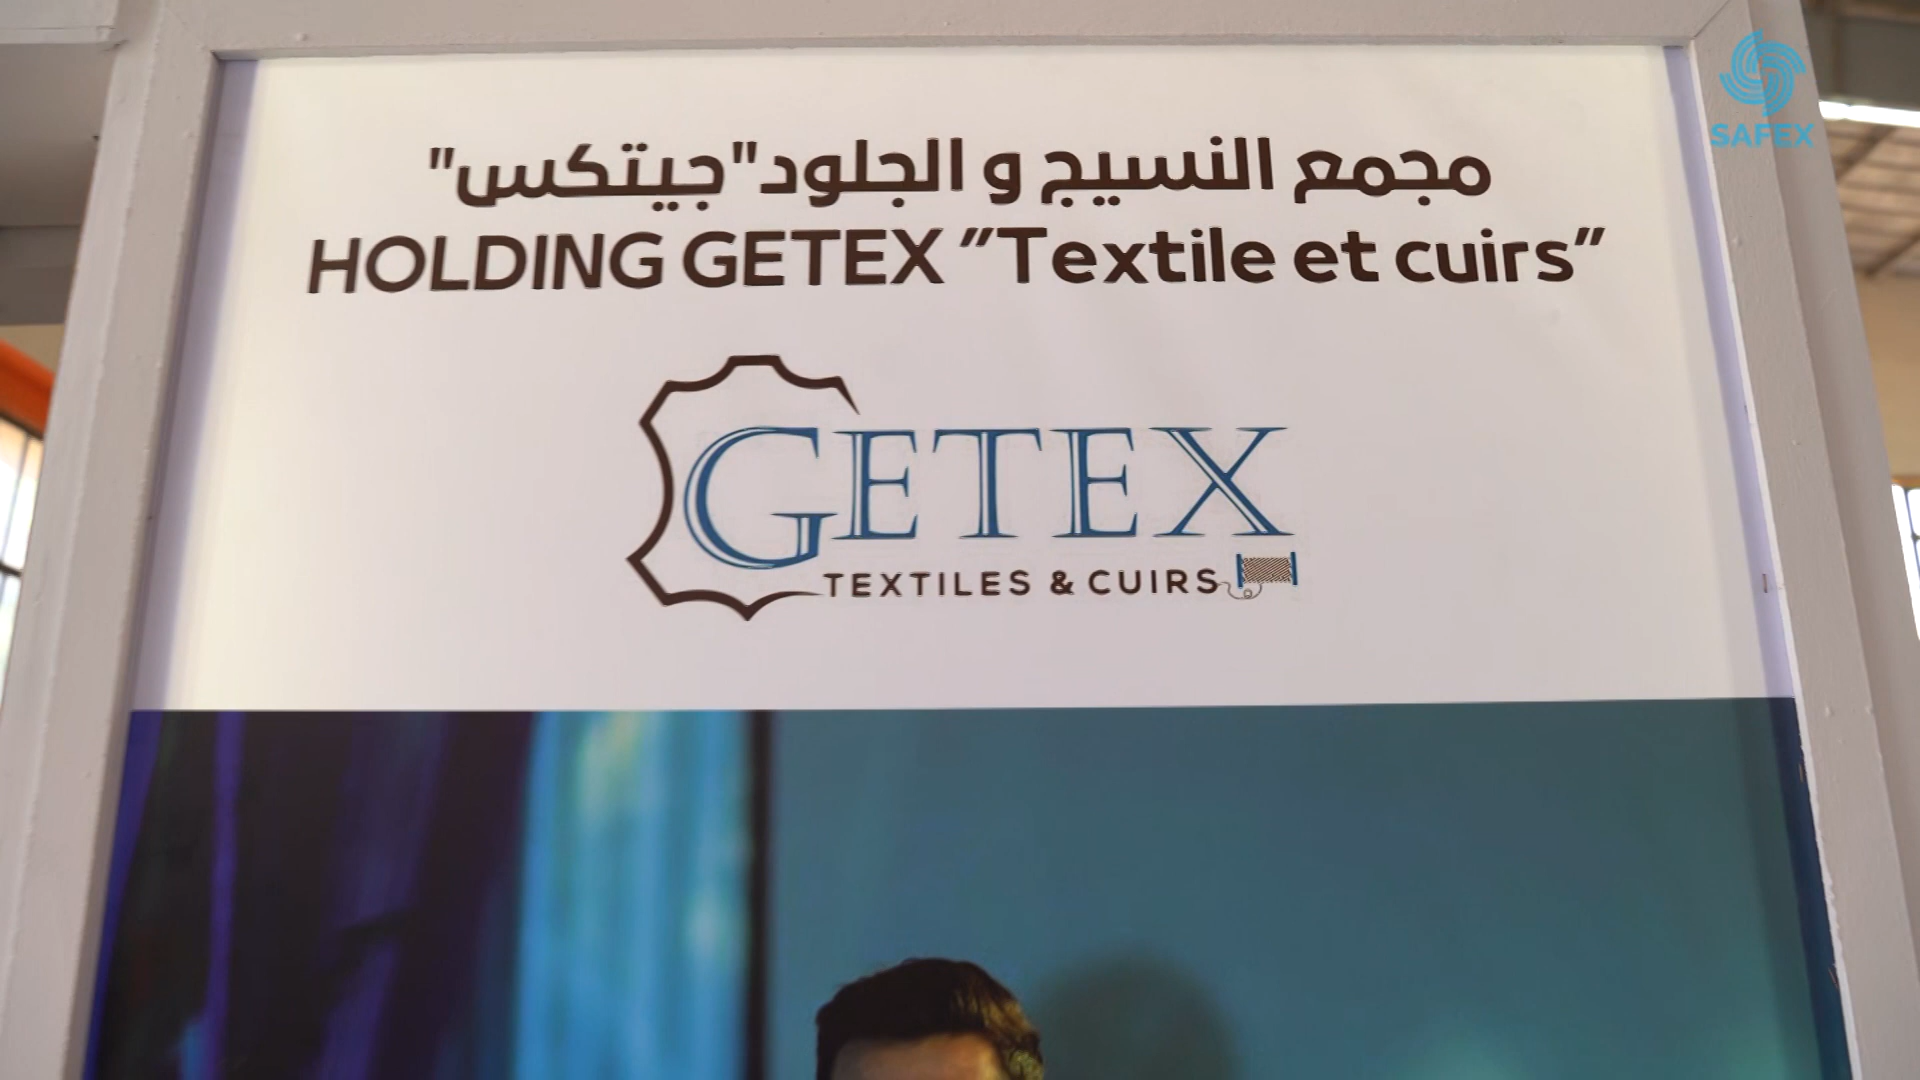 مجمع النسيج و الجلود"جيتكس"
HOLDING GETEX "Textile et cuirs"
GETEX
TEXTILES & CUIRS
SAFEX